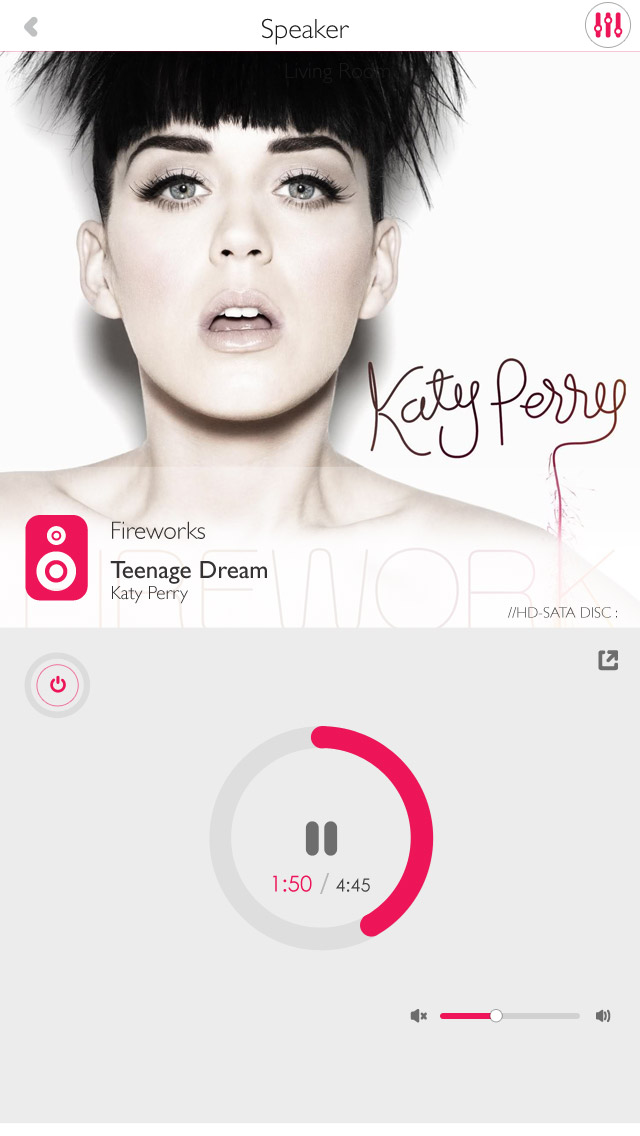 Speaker
Living Room
Katy Perry
Fireworks
Teenage Dream
Katy Perry
FIREWORK
//HD-SATA DISC :
1:50 / 4:45